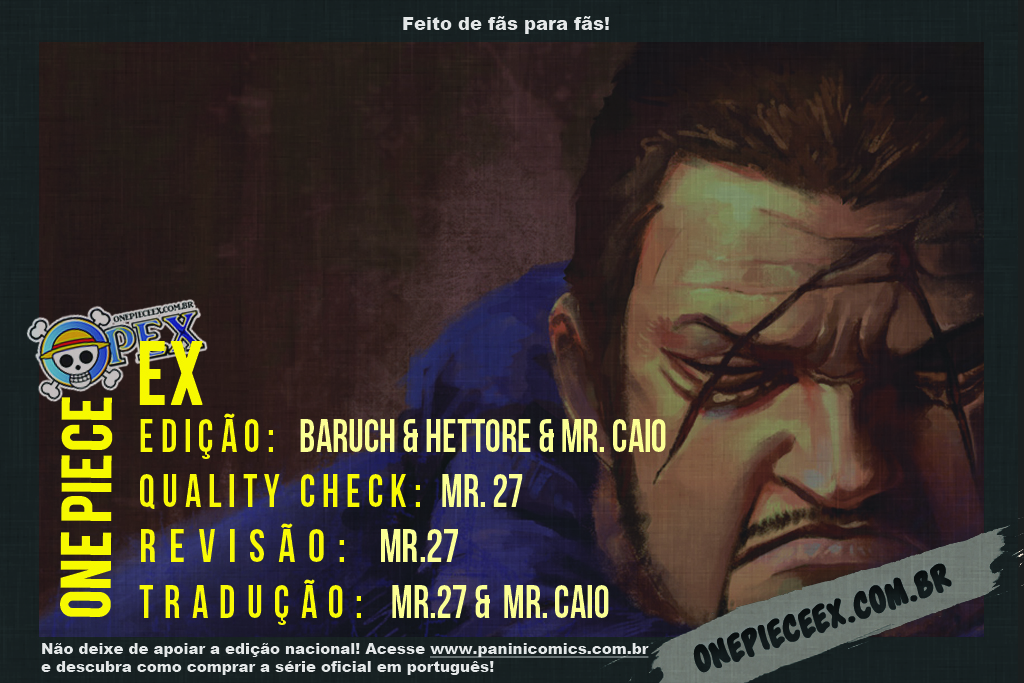 Feito de fãs para fãs!
ONEPIECEEX.COM.BR
OPEX
ONE PIECE
EX
EDIÇÃO: BARUCH & HETTORE & MR. CAIO
QUALITY CHECK: MR. 27
REVISÃO: MR.27
TRADUÇÃO: MR.27 & MR. CAIO
ONEPIECEEX.COM.BR
Não deixe de apoiar a edição nacional! Acesse www.paninicomics.com.br
e descubra como comprar a série oficial em português!